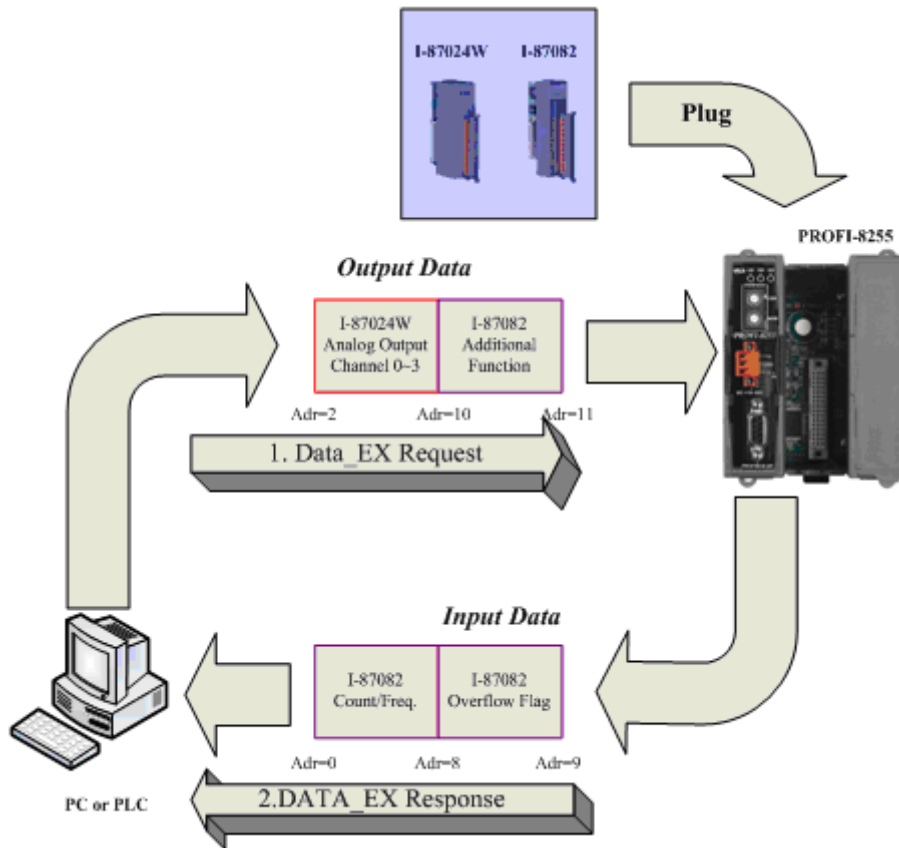 I-87024W I-87082
Plug
PROFI-8255
Output Data
I-87024W
Analog Output
Channel 0~3
I-87082
Additional
Function
Adr=2 Adr=10 Adr=11
1. Data_EX Request
Input Data
I-87082
Count/Freq.
I-87082
Overflow Flag
Adr=0 Adr=8 Adr=9
2.DATA_EX Response
PC or PLC